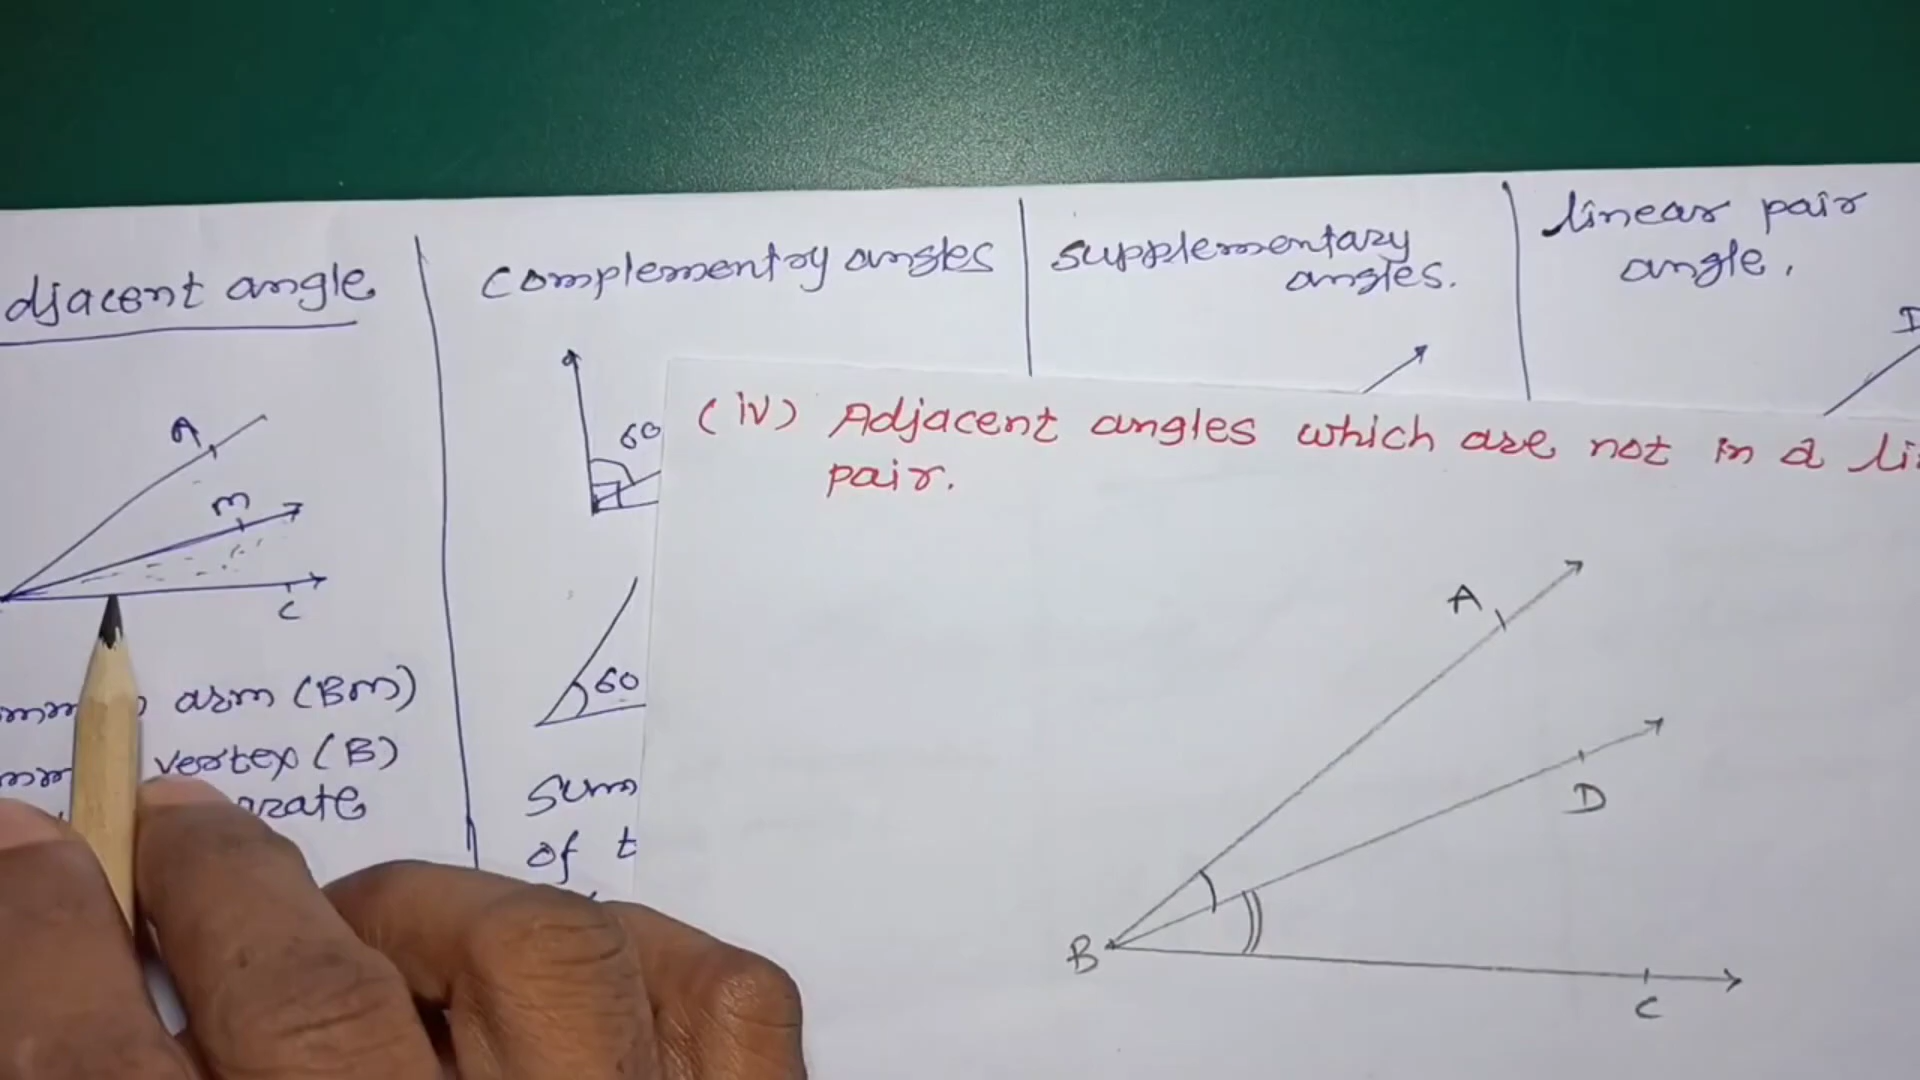 djacent angle
A
m
C
arm (Bm)
vertex (B)
complementry angles
60
60
sum
of t
supplementary
angles.
linear pair
angle.
D
(iv) Adjacent angles which are not in a li
pair.
A
D
B
C